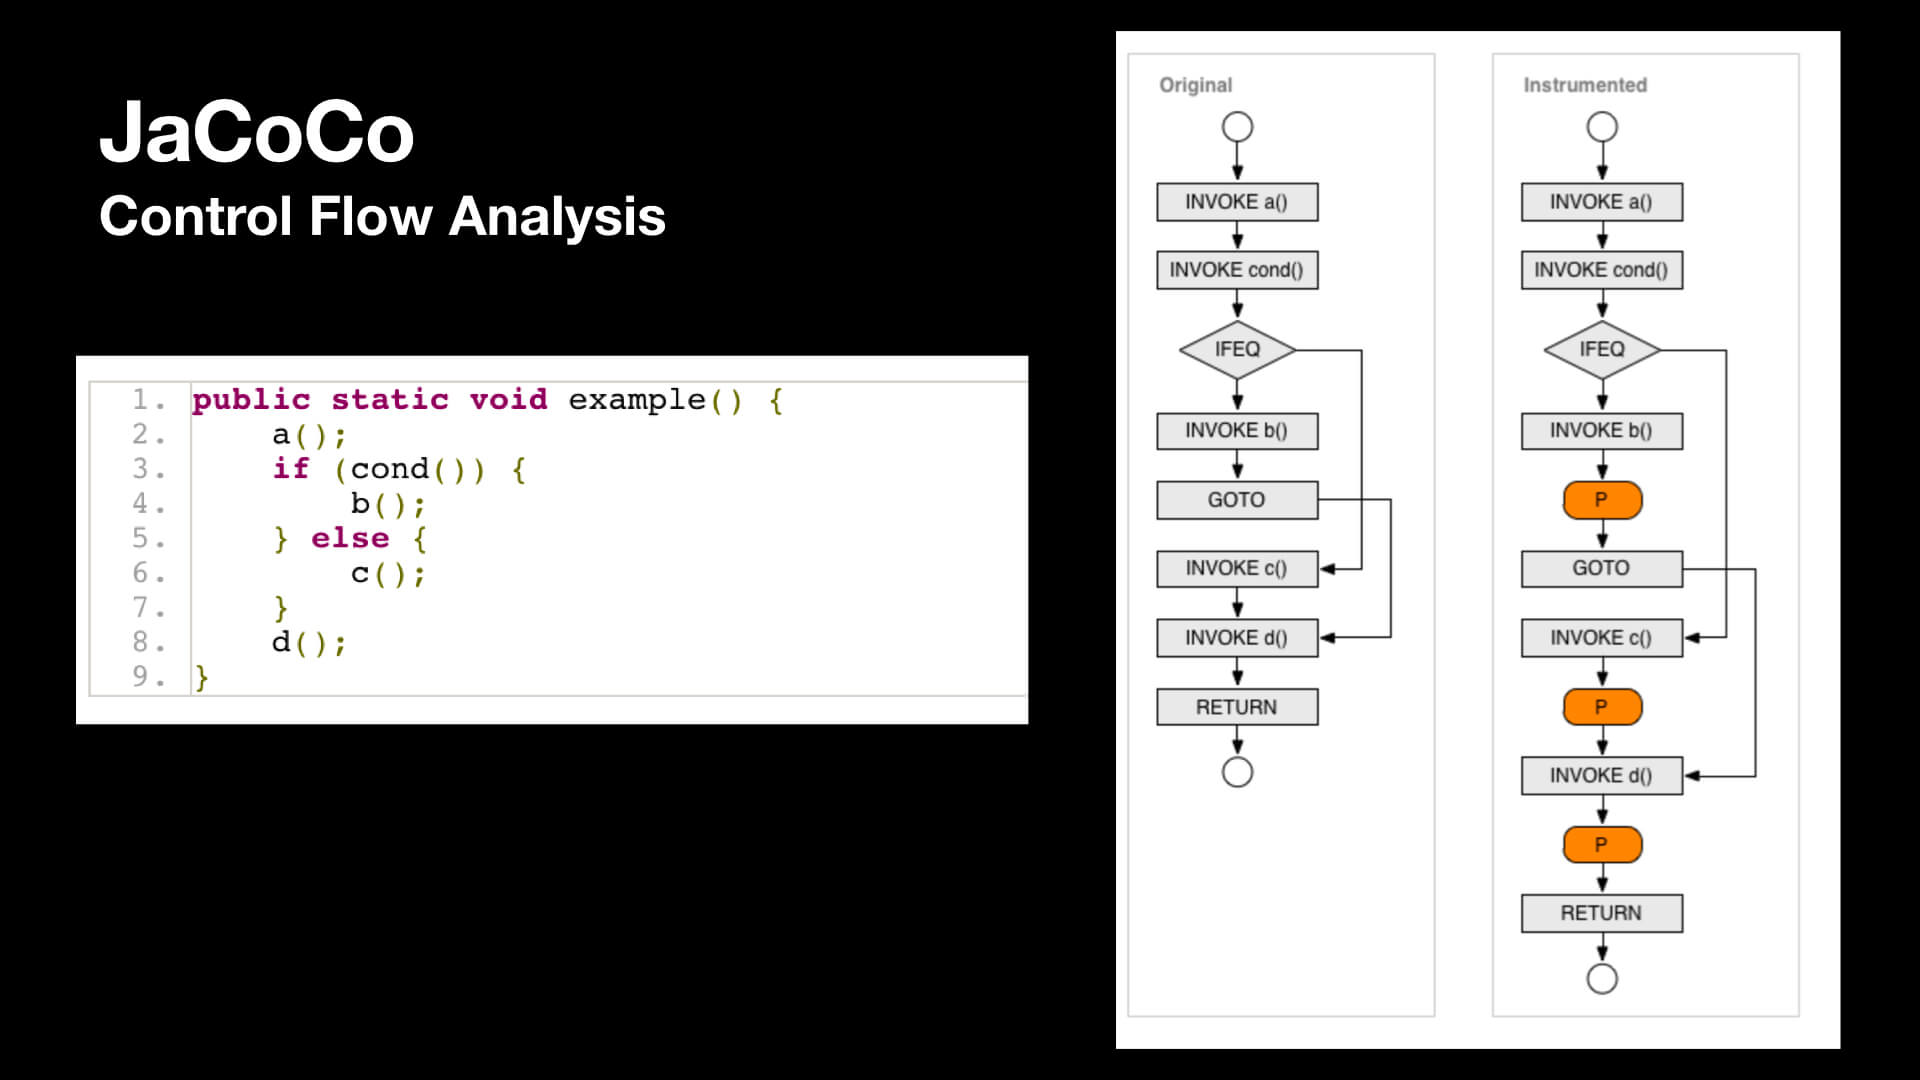 JaCoCo
Control Flow Analysis
1. public static void example() {
2. a();
3. if (cond()) {
4. b();
5. } else {
6. c();
7. }
8. d();
9. }
Original
INVOKE a()
INVOKE cond()
IFEQ
INVOKE b()
GOTO
INVOKE c()
INVOKE d()
RETURN
Instrumented
INVOKE a()
INVOKE cond()
IFEQ
INVOKE b()
P
GOTO
INVOKE c()
P
INVOKE d()
P
RETURN